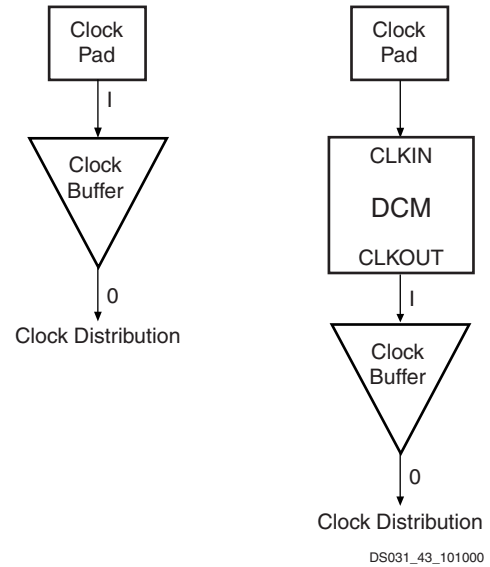 Clock
Pad
I
Clock
Buffer
0
Clock Distribution
Clock
Pad
CLKIN
DCM
CLKOUT
I
Clock
Buffer
0
Clock Distribution
DS031_43_101000